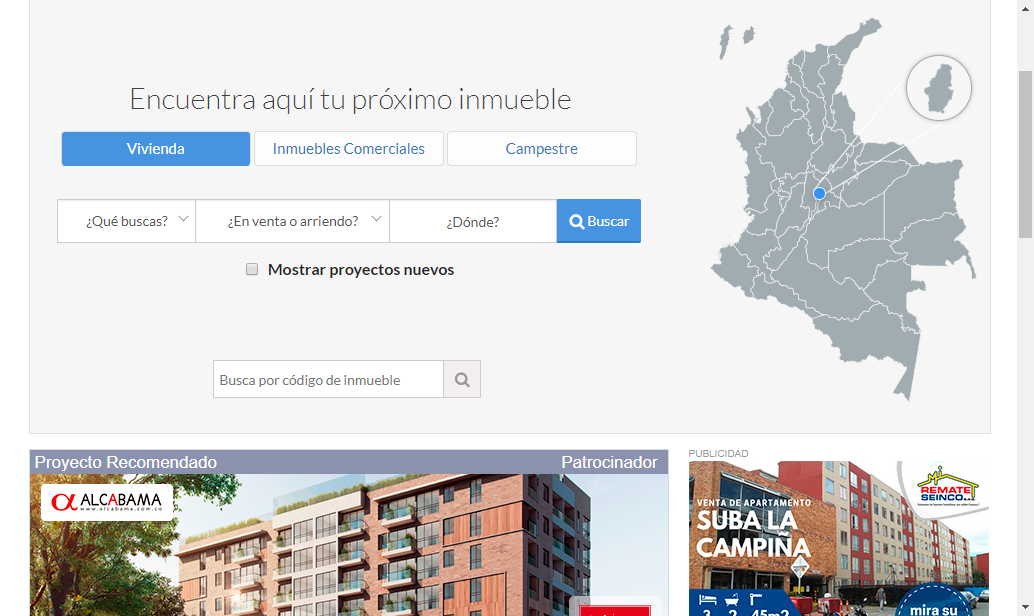 Encuentra aquí tu próximo inmueble
Vivienda
Inmuebles Comerciales
Campestre
¿Qué buscas?
¿En venta o arriendo?
¿Dónde?
Buscar
Mostrar proyectos nuevos
Busca por código de inmueble
Proyecto Recomendado
Patrocinador
ALCABAMA
www.alcabama.com.co
PUBLICIDAD
REMATE
SEINCO
VENTA DE APARTAMENTO
SUBA LA
CAMPIÑA
3 2 45m2
mira su